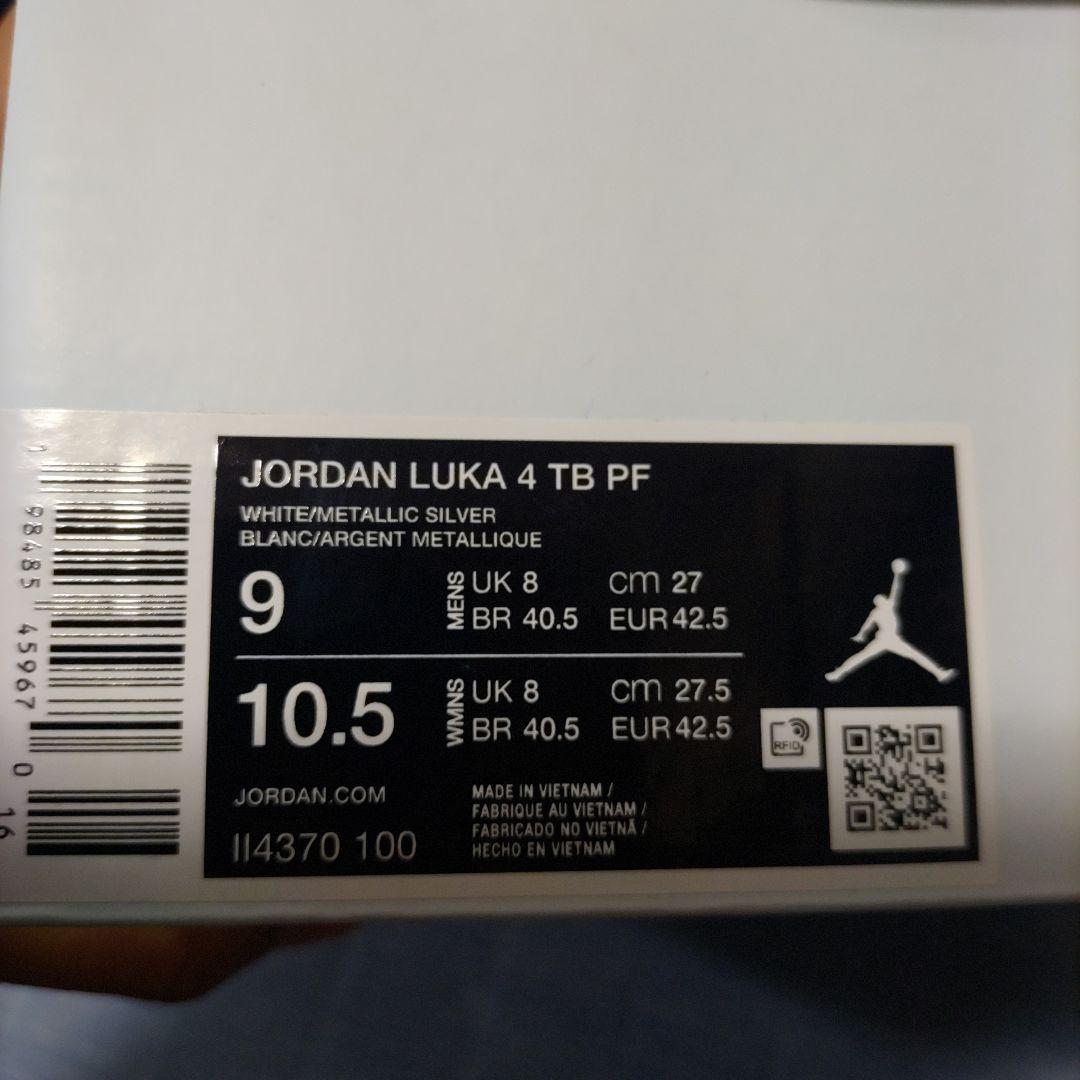 JORDAN LUKA 4 TB PF
WHITE/METALLIC SILVER
BLANC/ARGENT METALLIQUE
9
MENS
UK 8 cm 27
BR 40.5 EUR 42.5
10.5
WMNS
UK 8 cm 27.5
BR 40.5 EUR 42.5
JORDAN.COM
II4370 100
MADE IN VIETNAM /
FABRIQUE AU VIETNAM /
FABRICADO NO VIETNÃ /
HECHO EN VIETNAM
RFID
1 98485 45967 0 16